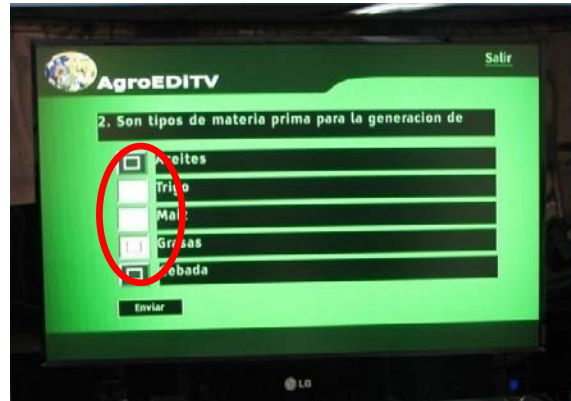 Salir
AgroEDiTV
2. Son tipos de materia prima para la generacion de
Aceites
Trigo
Maiz
Grasas
Cebada
Enviar
LG